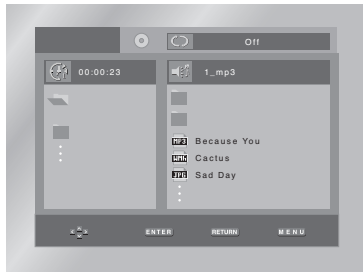 Off
00:00:23
1_mp3
MP3 Because You
WMA Cactus
JPG Sad Day
ENTER RETURN MENU